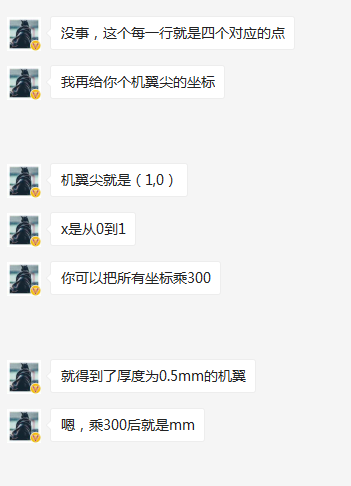 没事，这个每一行就是四个对应的点
我再给你个机翼尖的坐标
机翼尖就是（1,0）
x是从0到1
你可以把所有坐标乘300
就得到了厚度为0.5mm的机翼
嗯，乘300后就是mm